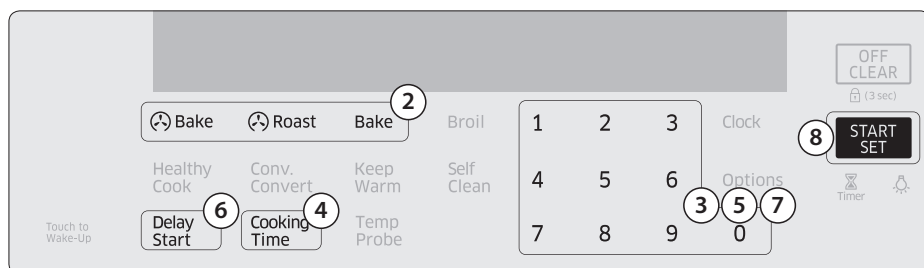 OFF
CLEAR
(3 sec)
2
Bake Roast Bake Broil 1 2 3 Clock
8 START
SET
Healthy
Cook
Conv.
Convert
Keep
Warm
Self
Clean
4 5 6 Options
Timer
6 4 3 5 7
Touch to
Wake-Up
Delay
Start
Cooking
Time
Temp
Probe
7 8 9 0